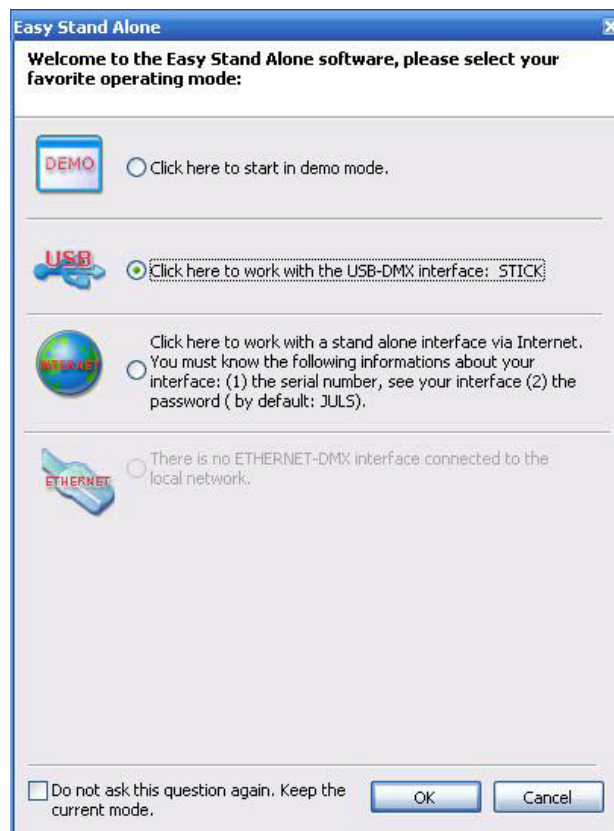 Easy Stand Alone
Welcome to the Easy Stand Alone software, please select your
favorite operating mode:
DEMO
Click here to start in demo mode.
USB
Click here to work with the USB-DMX interface:  STICK
INTERNET
Click here to work with a stand alone interface via Internet.
You must know the following informations about your
interface: (1) the serial number, see your interface (2) the
password ( by default: JULS).
ETHERNET
There is no ETHERNET-DMX interface connected to the
local network.
Do not ask this question again. Keep the
current mode.
OK
Cancel